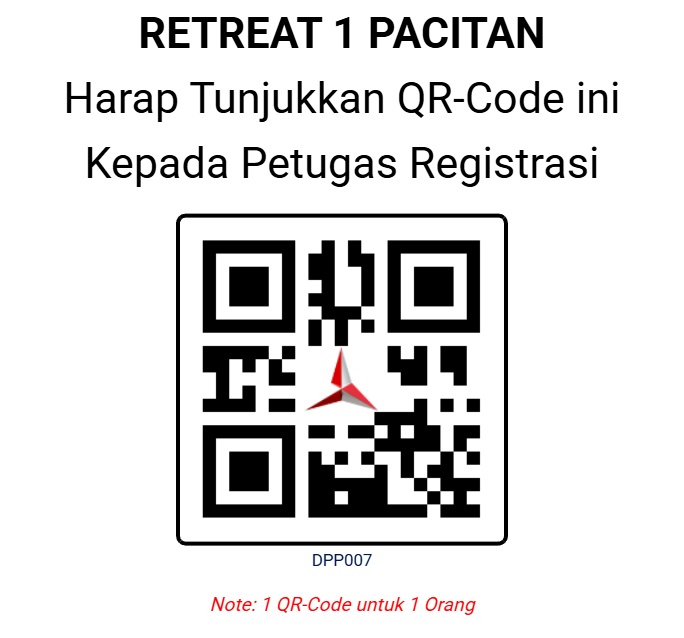 RETREAT 1 PACITAN
Harap Tunjukkan QR-Code ini
Kepada Petugas Registrasi
DPP007
Note: 1 QR-Code untuk 1 Orang